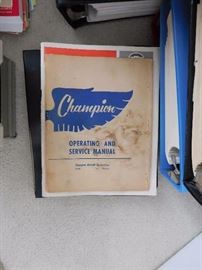 Champion
OPERATING AND
SERVICE MANUAL